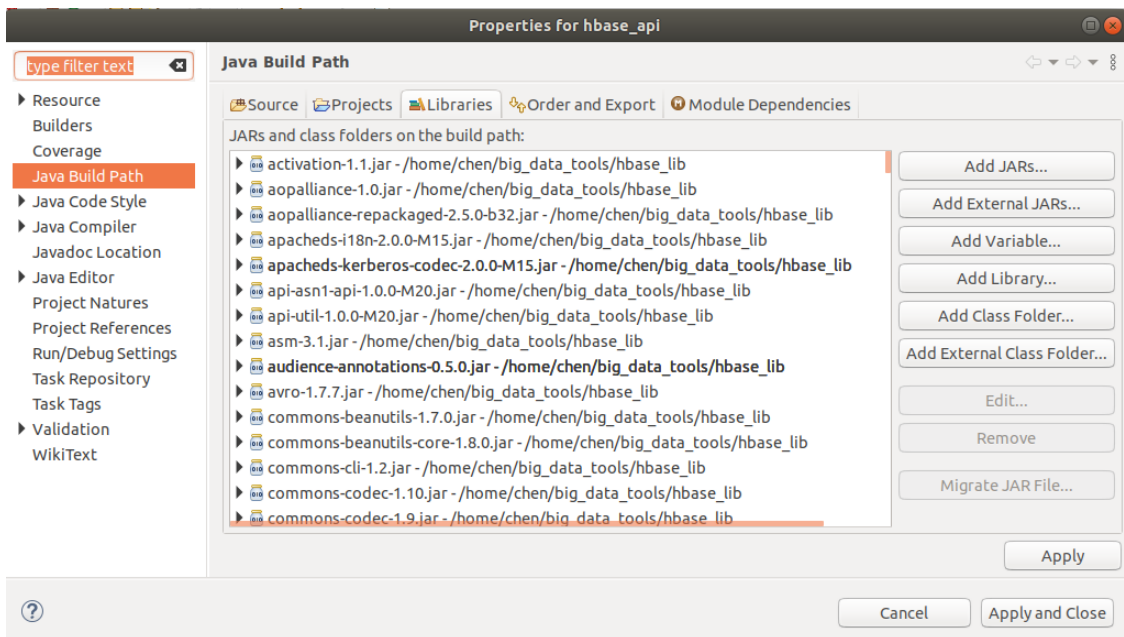 Properties for hbase_api
type filter text
Java Build Path
Resource
Builders
Coverage
Java Build Path
Java Code Style
Java Compiler
Javadoc Location
Java Editor
Project Natures
Project References
Run/Debug Settings
Task Repository
Task Tags
Validation
WikiText
Source Projects Libraries Order and Export Module Dependencies
JARs and class folders on the build path:
activation-1.1.jar - /home/chen/big_data_tools/hbase_lib
aopalliance-1.0.jar - /home/chen/big_data_tools/hbase_lib
aopalliance-repackaged-2.5.0-b32.jar - /home/chen/big_data_tools/hbase_lib
apacheds-i18n-2.0.0-M15.jar - /home/chen/big_data_tools/hbase_lib
apacheds-kerberos-codec-2.0.0-M15.jar - /home/chen/big_data_tools/hbase_lib
api-asn1-api-1.0.0-M20.jar - /home/chen/big_data_tools/hbase_lib
api-util-1.0.0-M20.jar - /home/chen/big_data_tools/hbase_lib
asm-3.1.jar - /home/chen/big_data_tools/hbase_lib
audience-annotations-0.5.0.jar - /home/chen/big_data_tools/hbase_lib
avro-1.7.7.jar - /home/chen/big_data_tools/hbase_lib
commons-beanutils-1.7.0.jar - /home/chen/big_data_tools/hbase_lib
commons-beanutils-core-1.8.0.jar - /home/chen/big_data_tools/hbase_lib
commons-cli-1.2.jar - /home/chen/big_data_tools/hbase_lib
commons-codec-1.10.jar - /home/chen/big_data_tools/hbase_lib
commons-codec-1.9.jar - /home/chen/big_data_tools/hbase_lib
Add JARs...
Add External JARs...
Add Variable...
Add Library...
Add Class Folder...
Add External Class Folder...
Edit...
Remove
Migrate JAR File...
Apply
Cancel
Apply and Close